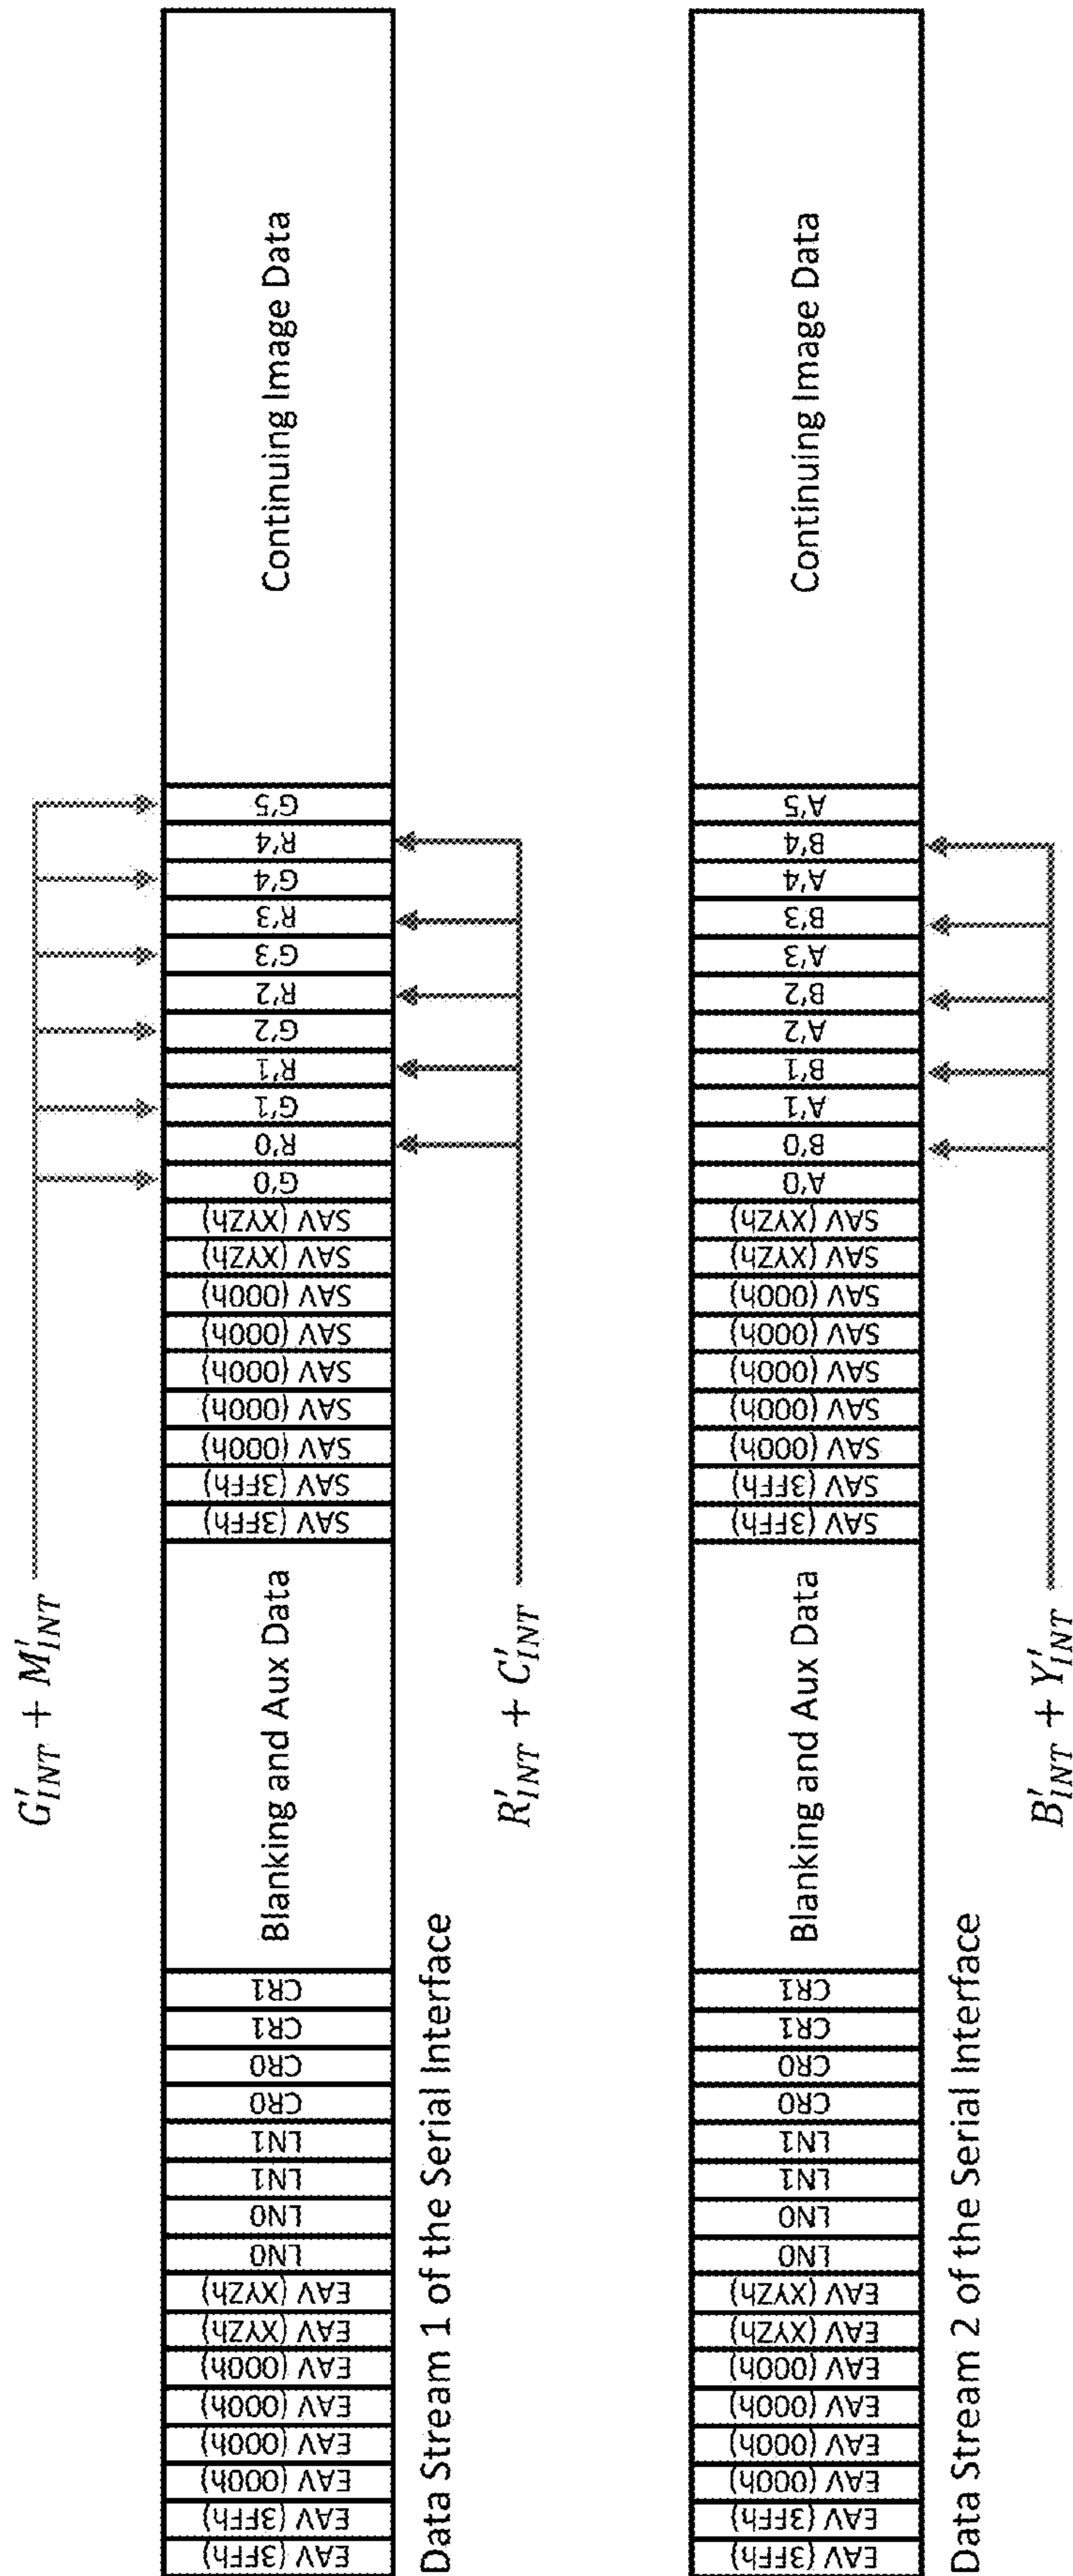 G'INT + M'INT
EAV (3FFh)
EAV (3FFh)
EAV (000h)
EAV (000h)
EAV (000h)
EAV (000h)
EAV (XYZh)
EAV (XYZh)
LN0
LN0
LN1
LN1
CR0
CR0
CR1
CR1
Blanking and Aux Data
SAV (3FFh)
SAV (3FFh)
SAV (000h)
SAV (000h)
SAV (000h)
SAV (000h)
SAV (000h)
SAV (XYZh)
SAV (XYZh)
G'0
R'0
G'1
R'1
G'2
R'2
G'3
R'3
G'4
R'4
G'5
Continuing Image Data
Data Stream 1 of the Serial Interface
R'INT + C'INT
EAV (3FFh)
EAV (3FFh)
EAV (000h)
EAV (000h)
EAV (000h)
EAV (000h)
EAV (XYZh)
EAV (XYZh)
LN0
LN0
LN1
LN1
CR0
CR0
CR1
CR1
Blanking and Aux Data
SAV (3FFh)
SAV (3FFh)
SAV (000h)
SAV (000h)
SAV (000h)
SAV (000h)
SAV (000h)
SAV (XYZh)
SAV (XYZh)
A'0
B'0
A'1
B'1
A'2
B'2
A'3
B'3
A'4
B'4
A'5
Continuing Image Data
Data Stream 2 of the Serial Interface
B'INT + Y'INT